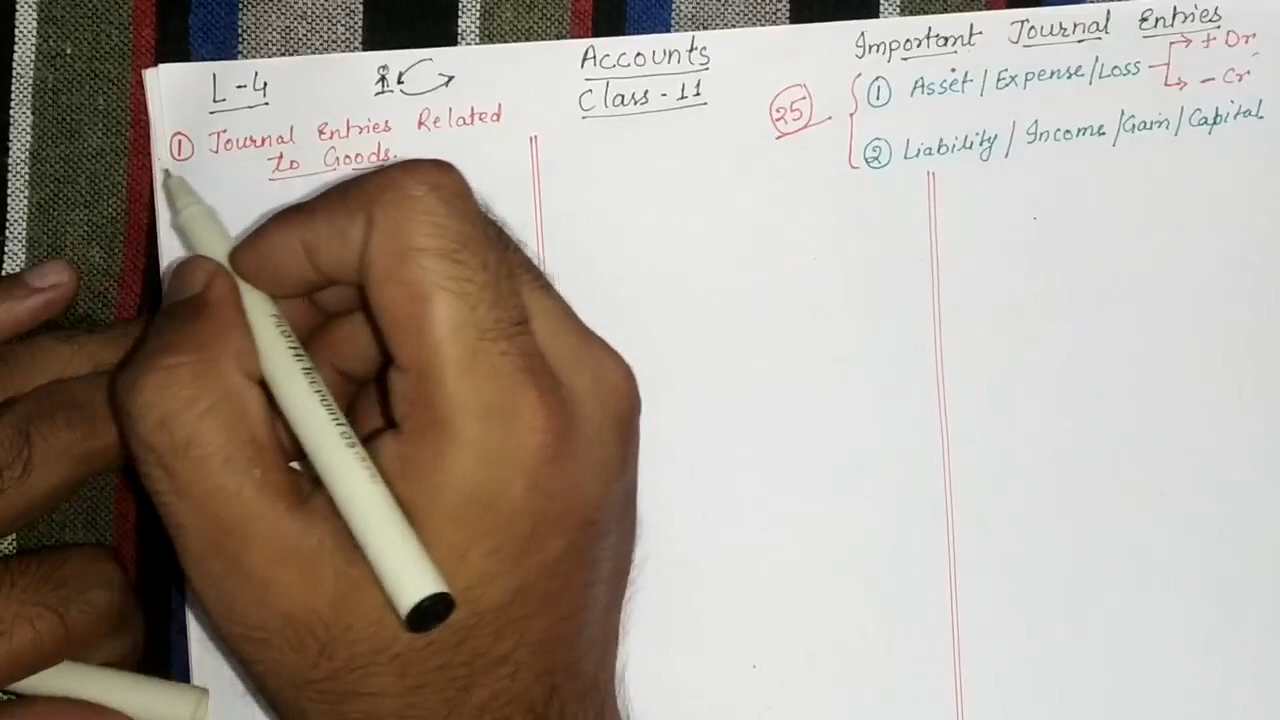 L-4
① Journal Entries Related
to Goods.
Accounts
Class-11
Important Journal Entries
25
① Asset/Expense/Loss
+ Dr
- Cr
② Liability/Income/Gain/Capital